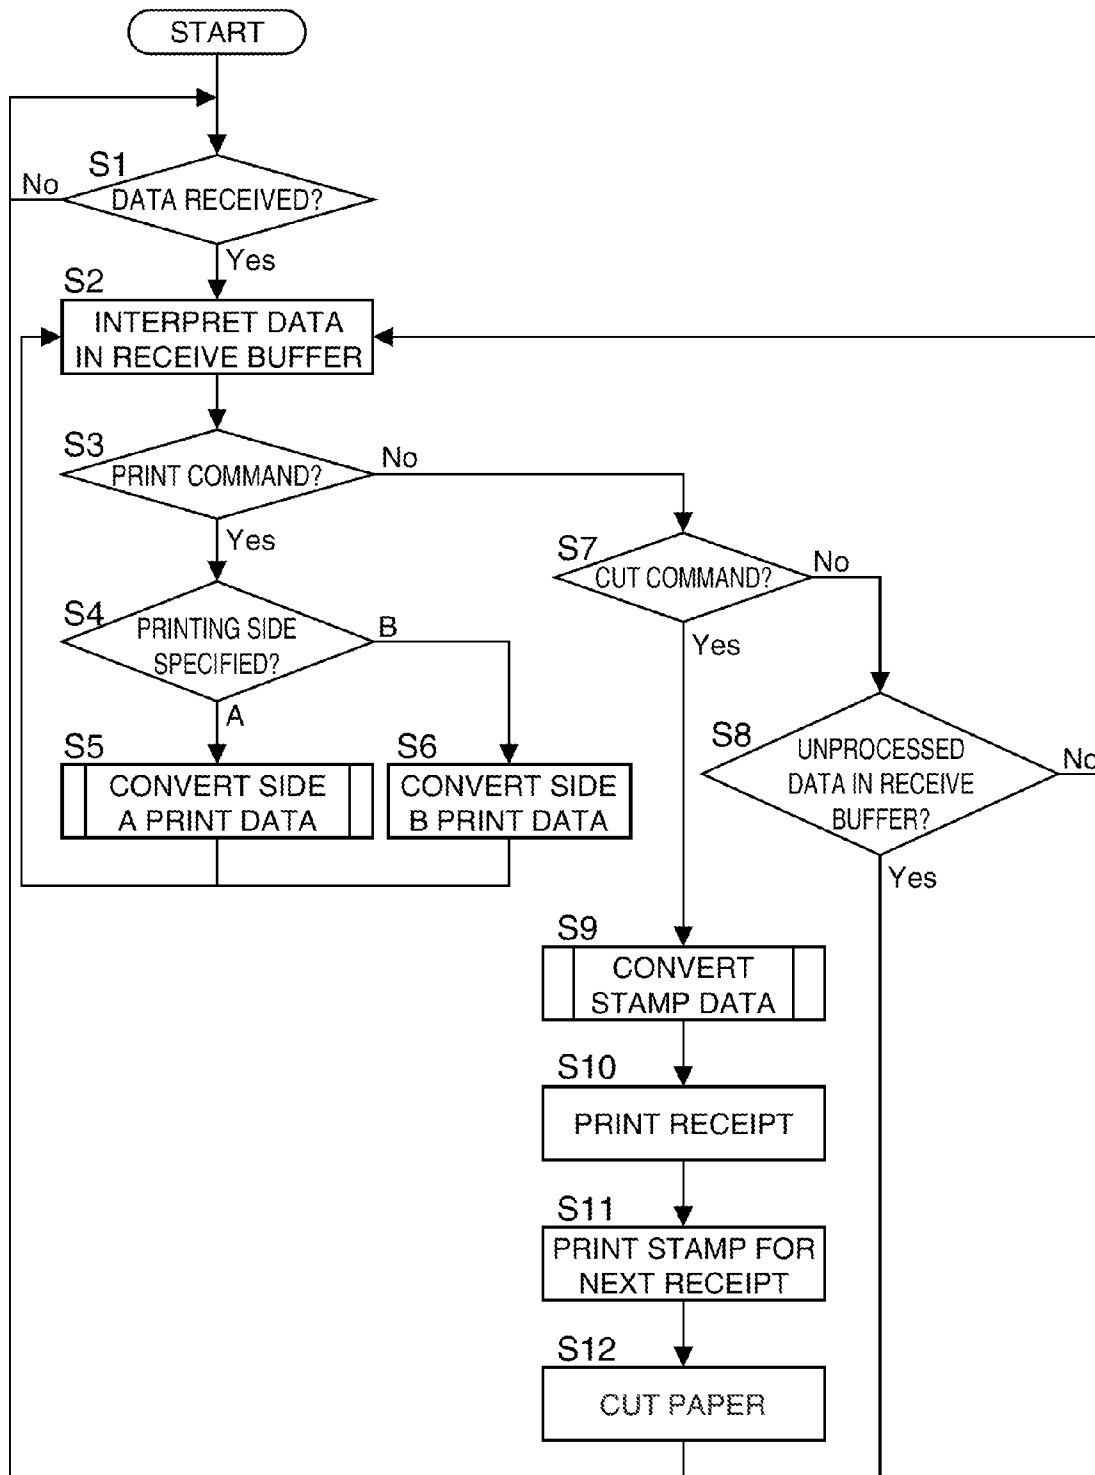 START
S1
No
DATA RECEIVED?
Yes
S2
INTERPRET DATA
IN RECEIVE BUFFER
S3
No
PRINT COMMAND?
Yes
S7
No
CUT COMMAND?
Yes
S4
B
PRINTING SIDE
SPECIFIED?
A
S5
CONVERT SIDE
A PRINT DATA
S6
CONVERT SIDE
B PRINT DATA
S8
No
UNPROCESSED
DATA IN RECEIVE
BUFFER?
Yes
S9
CONVERT
STAMP DATA
S10
PRINT RECEIPT
S11
PRINT STAMP FOR
NEXT RECEIPT
S12
CUT PAPER